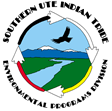 SOUTHERN UTE INDIAN TRIBE
ENVIRONMENTAL PROGRAMS DIVISION